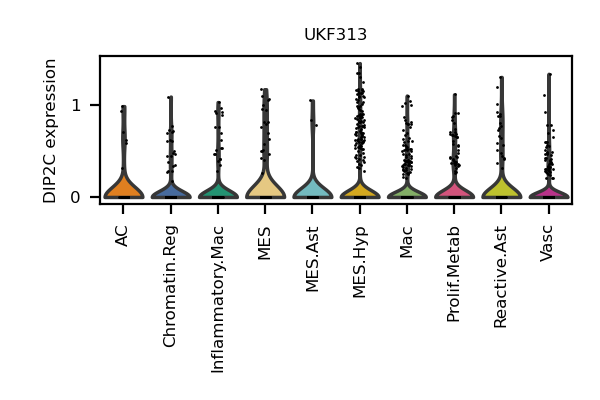 UKF313
DIP2C expression
1
0
AC
Chromatin.Reg
Inflammatory.Mac
MES
MES.Ast
MES.Hyp
Mac
Prolif.Metab
Reactive.Ast
Vasc